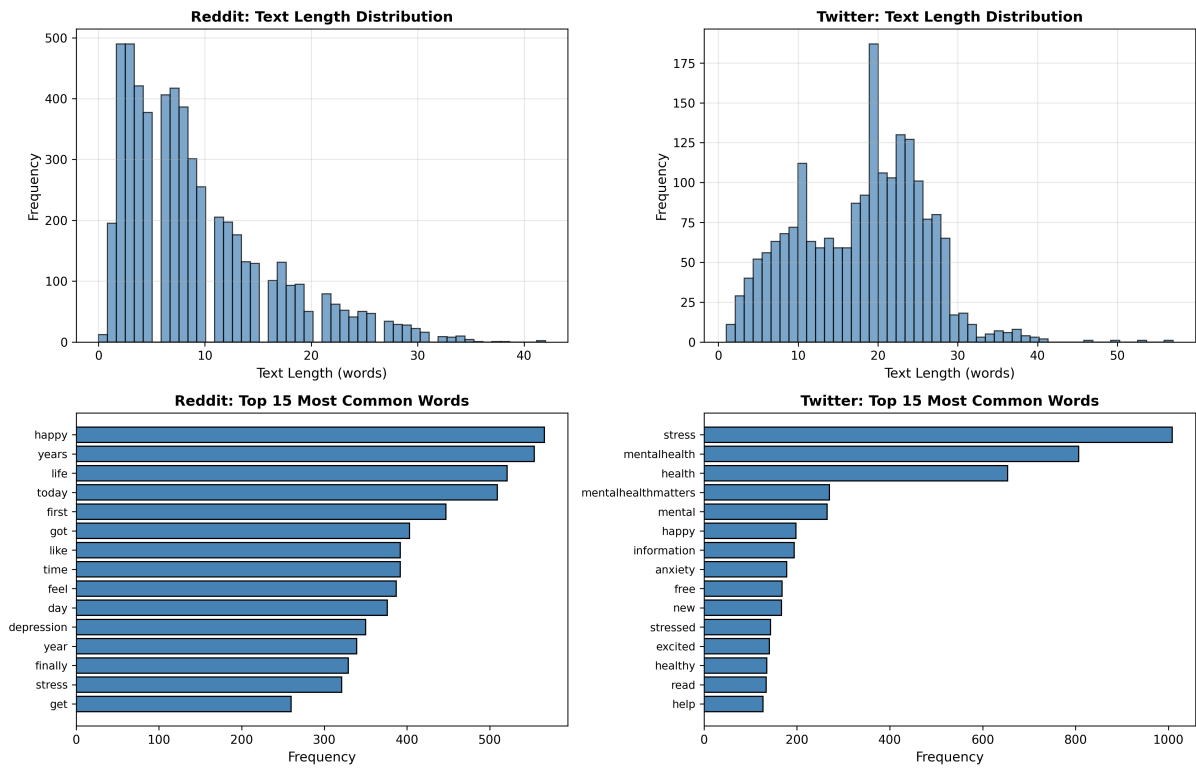 Reddit: Text Length Distribution
Frequency
500
400
300
200
100
0
0 10 20 30 40
Text Length (words)
Twitter: Text Length Distribution
Frequency
175
150
125
100
75
50
25
0
0 10 20 30 40 50
Text Length (words)
Reddit: Top 15 Most Common Words
happy
years
life
today
first
got
like
time
feel
day
depression
year
finally
stress
get
0 100 200 300 400 500
Frequency
Twitter: Top 15 Most Common Words
stress
mentalhealth
health
mentalhealthmatters
mental
happy
information
anxiety
free
new
stressed
excited
healthy
read
help
0 200 400 600 800 1000
Frequency